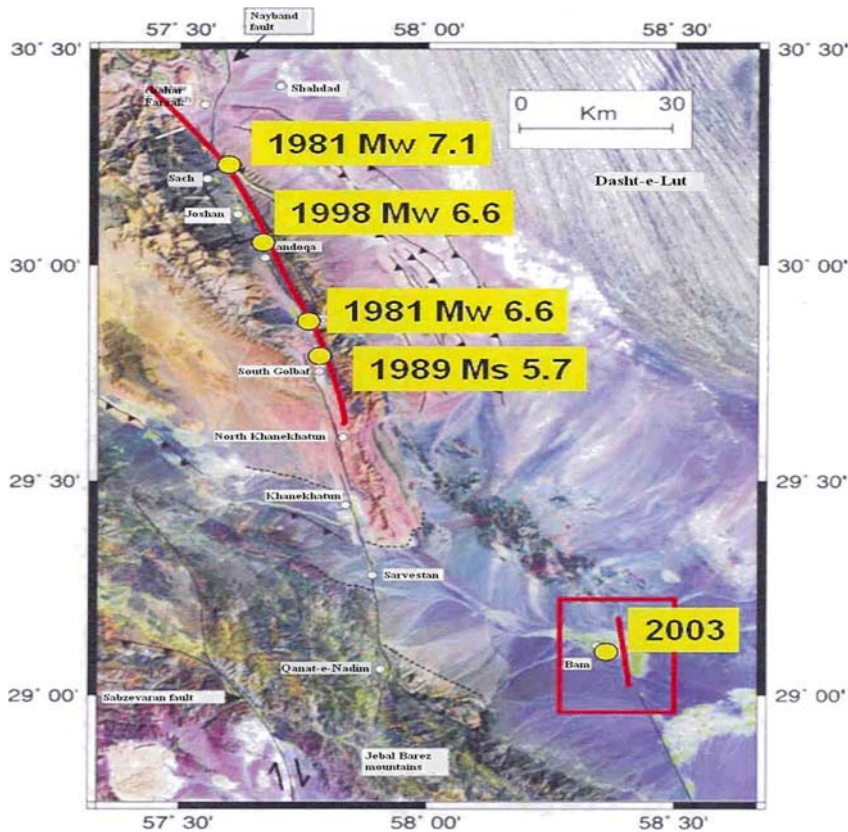 Nayband
fault
57˚ 30'
58˚ 00'
58˚ 30'
30˚ 30'
30˚ 30'
Shahdad
0
30
Km
1981 Mw 7.1
Dasht-e-Lut
Sach
1998 Mw 6.6
Joshan
andoqa
30˚ 00'
30˚ 00'
1981 Mw 6.6
1989 Ms 5.7
South Golbaf
North Khanekhatun
29˚ 30'
29˚ 30'
Khanekhatun
Sarvestan
2003
Bam
Qanat-e-Nadim
29˚ 00'
29˚ 00'
Sabzevaran fault
Jebal Barez
mountains
57˚ 30'
58˚ 00'
58˚ 30'